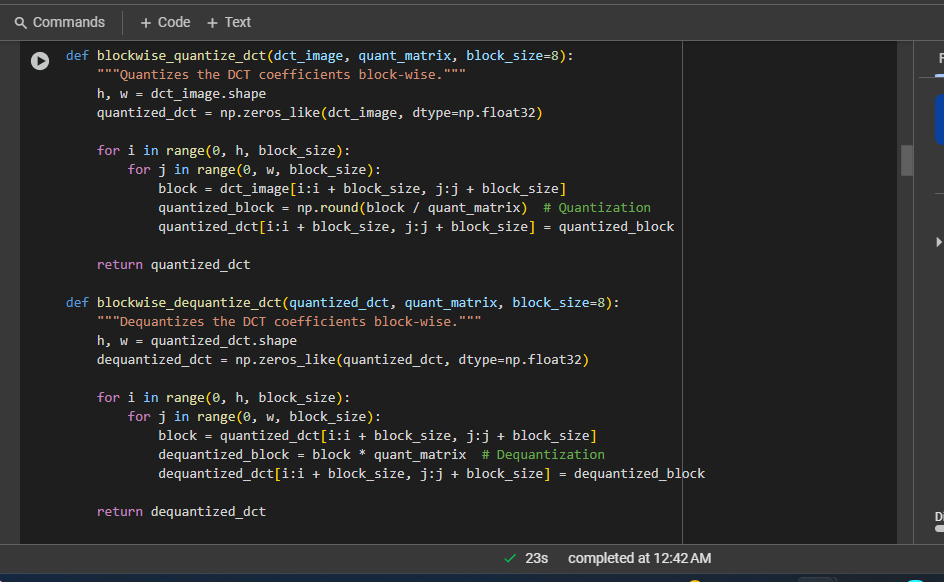 Commands + Code + Text
def blockwise_quantize_dct(dct_image, quant_matrix, block_size=8):
    """Quantizes the DCT coefficients block-wise."""
    h, w = dct_image.shape
    quantized_dct = np.zeros_like(dct_image, dtype=np.float32)

    for i in range(0, h, block_size):
        for j in range(0, w, block_size):
            block = dct_image[i:i + block_size, j:j + block_size]
            quantized_block = np.round(block / quant_matrix)  # Quantization
            quantized_dct[i:i + block_size, j:j + block_size] = quantized_block

    return quantized_dct

def blockwise_dequantize_dct(quantized_dct, quant_matrix, block_size=8):
    """Dequantizes the DCT coefficients block-wise."""
    h, w = quantized_dct.shape
    dequantized_dct = np.zeros_like(quantized_dct, dtype=np.float32)

    for i in range(0, h, block_size):
        for j in range(0, w, block_size):
            block = quantized_dct[i:i + block_size, j:j + block_size]
            dequantized_block = block * quant_matrix  # Dequantization
            dequantized_dct[i:i + block_size, j:j + block_size] = dequantized_block

    return dequantized_dct
✓ 23s completed at 12:42 AM